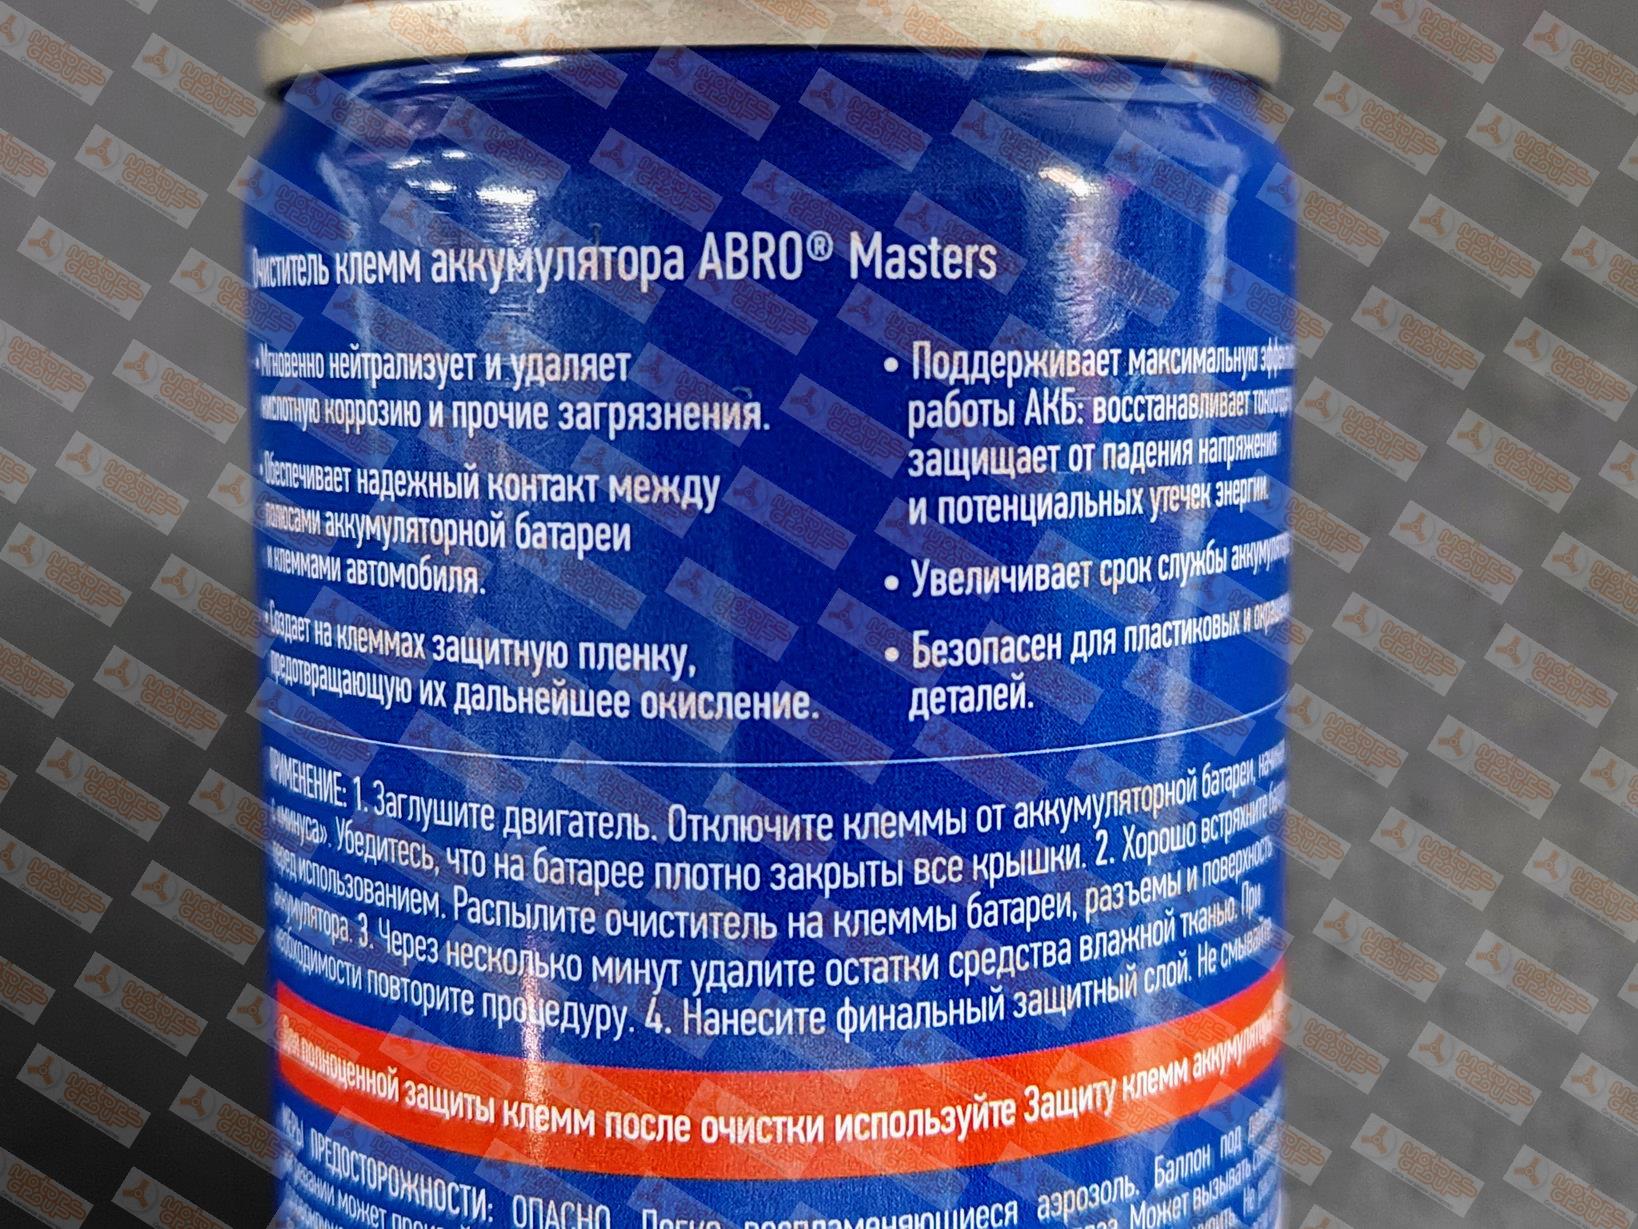 Очиститель клемм аккумулятора ABRO® Masters
• Мгновенно нейтрализует и удаляет
кислотную коррозию и прочие загрязнения.
• Обеспечивает надежный контакт между
полюсами аккумуляторной батареи
и клеммами автомобиля.
• Создает на клеммах защитную пленку,
предотвращающую их дальнейшее окисление.
• Поддерживает максимальную
работы АКБ: восстанавливает
защищает от падения напряжения
и потенциальных утечек энергии.
• Увеличивает срок службы
• Безопасен для пластиковых и
деталей.
ПРИМЕНЕНИЕ: 1. Заглушите двигатель. Отключите клеммы от аккумуляторной батареи,
с «минуса». Убедитесь, что на батарее плотно закрыты все крышки. 2. Хорошо встряхните
перед использованием. Распылите очиститель на клеммы батареи, разъемы и поверхность
аккумулятора. 3. Через несколько минут удалите остатки средства влажной тканью. При
необходимости повторите процедуру. 4. Нанесите финальный защитный слой. Не смывайте
Для полноценной защиты клемм после очистки используйте Защиту клемм
МЕРЫ ПРЕДОСТОРОЖНОСТИ: ОПАСНО. Легко воспламеняющиеся аэрозоль. Баллон под
может Может вызывать